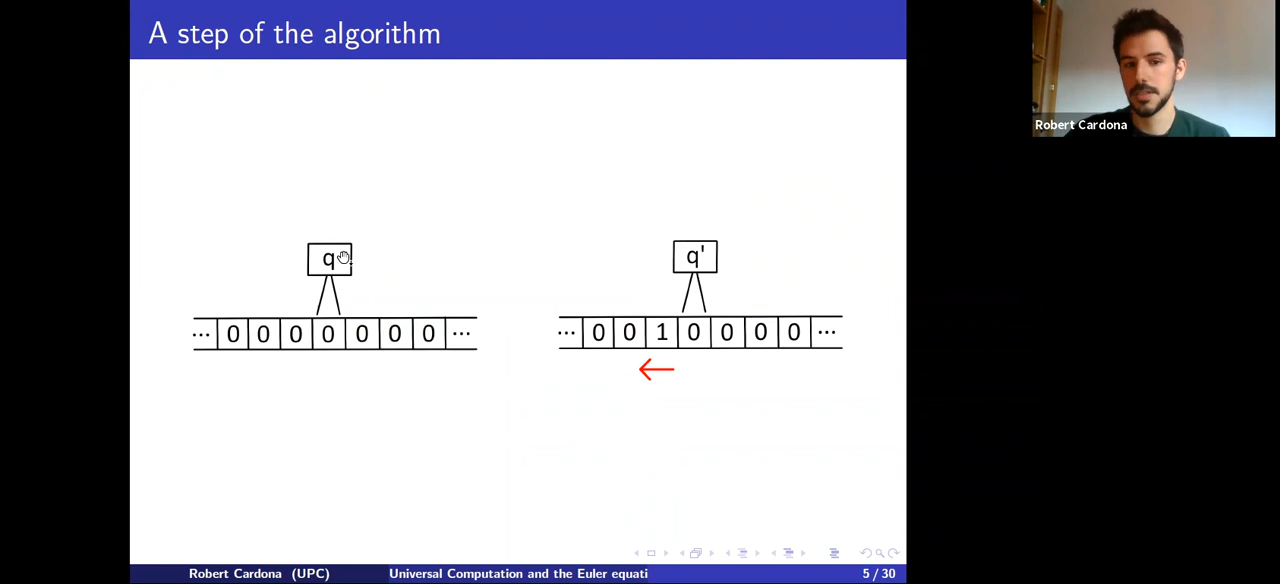 A step of the algorithm
Robert Cardona
q
q'
... 0 0 0 0 0 0 0 ...
... 0 0 1 0 0 0 0 ...
Robert Cardona (UPC)
Universal Computation and the Euler equati
5 / 30